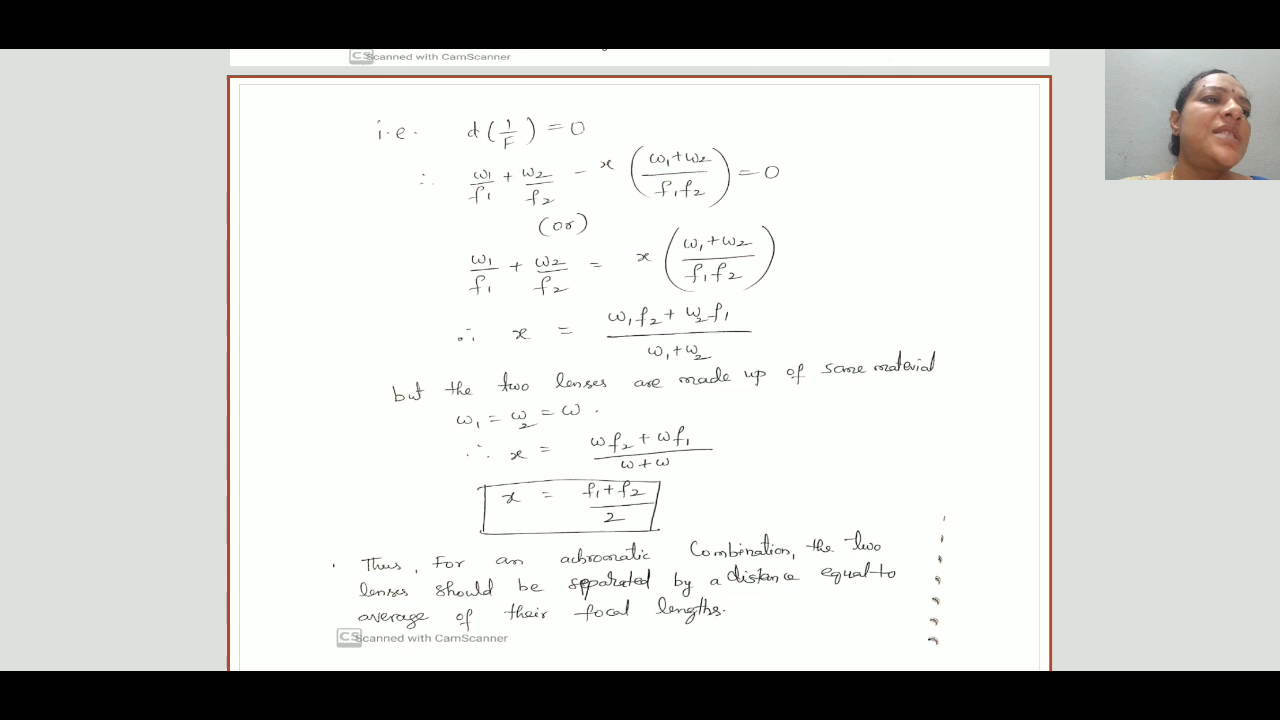 CS Scanned with CamScanner
i.e. d(1/F) = 0
∴ ω₁/f₁ + ω₂/f₂ - x (ω₁+ω₂/f₁f₂) = 0
(or)
ω₁/f₁ + ω₂/f₂ = x (ω₁+ω₂/f₁f₂)
∴ x = ω₁f₂ + ω₂f₁/ω₁+ω₂
but the two lenses are made up of same material
ω₁ = ω₂ = ω .
∴ x = ωf₂ + ωf₁/ω+ω
x = f₁+f₂/2
Thus, For an achromatic Combination, the two
lenses should be separated by a distance equal to
average of their focal lengths.
CS Scanned with CamScanner